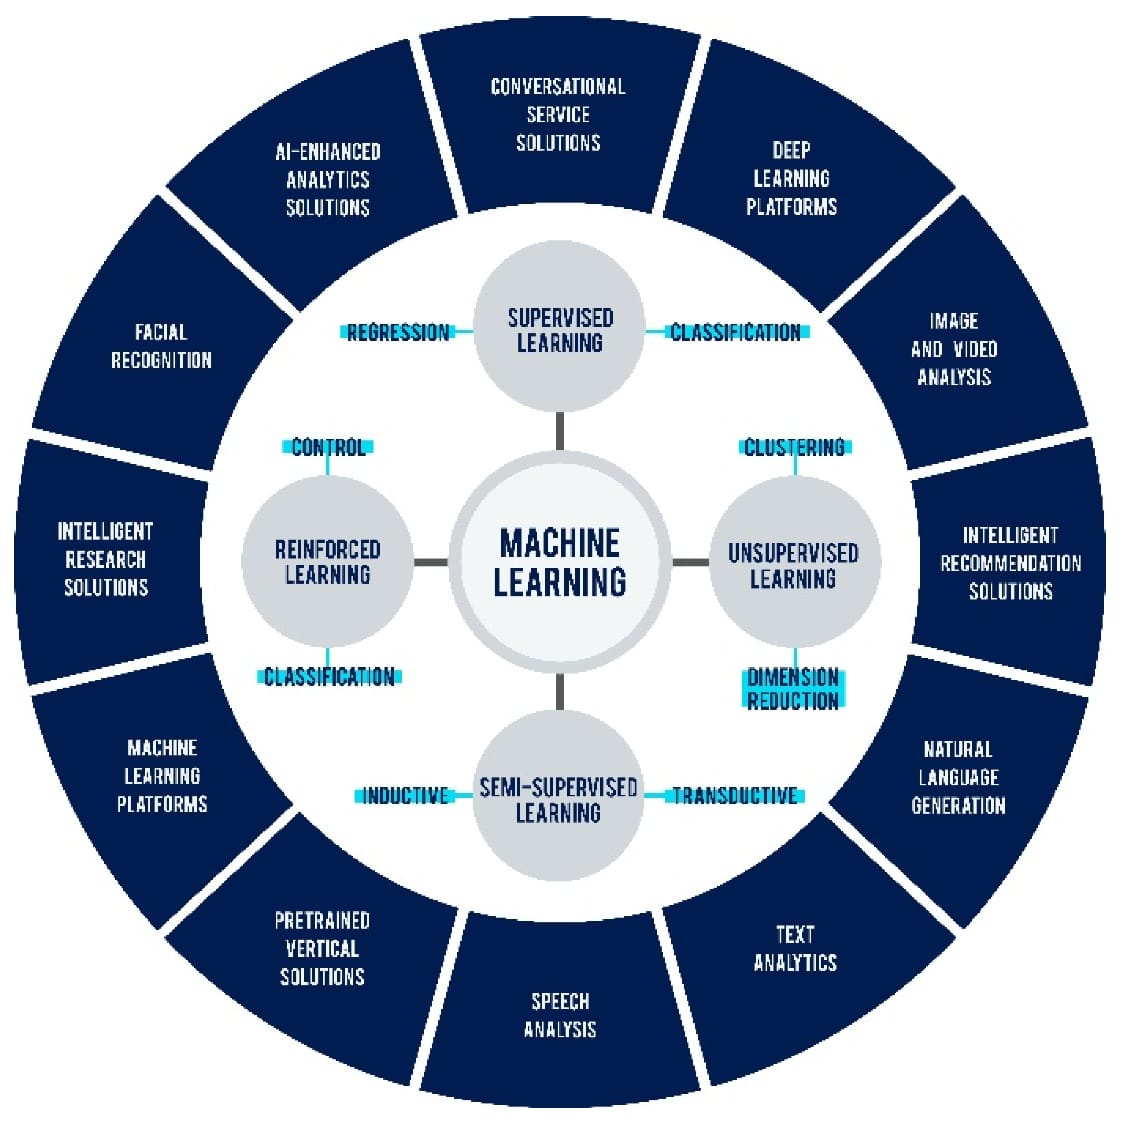 CONVERSATIONAL
SERVICE
SOLUTIONS
DEEP
LEARNING
PLATFORMS
IMAGE
AND VIDEO
ANALYSIS
INTELLIGENT
RECOMMENDATION
SOLUTIONS
NATURAL
LANGUAGE
GENERATION
TEXT
ANALYTICS
SPEECH
ANALYSIS
PRETRAINED
VERTICAL
SOLUTIONS
MACHINE
LEARNING
PLATFORMS
INTELLIGENT
RESEARCH
SOLUTIONS
FACIAL
RECOGNITION
AI-ENHANCED
ANALYTICS
SOLUTIONS
REGRESSION
SUPERVISED
LEARNING
CLASSIFICATION
CONTROL
REINFORCED
LEARNING
CLASSIFICATION
MACHINE
LEARNING
CLUSTERING
UNSUPERVISED
LEARNING
DIMENSION
REDUCTION
INDUCTIVE
SEMI-SUPERVISED
LEARNING
TRANSDUCTIVE